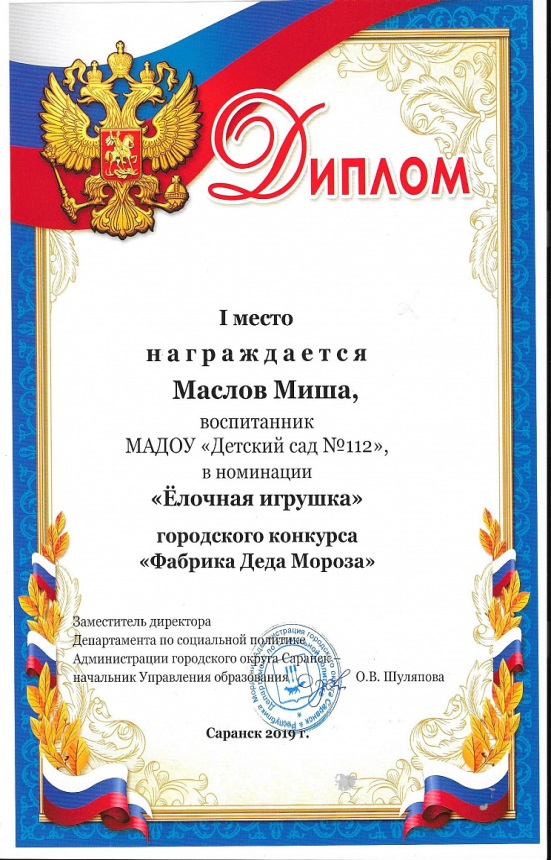 Диплом
I место
награждается
Маслов Миша,
воспитанник
МАДОУ «Детский сад №112»,
в номинации
«Ёлочная игрушка»
городского конкурса
«Фабрика Деда Мороза»
Заместитель директора
Департамента по социальной политике
Администрации городского округа Саранск –
начальник Управления образования
О.В. Шуляпова
Саранск 2019 г.